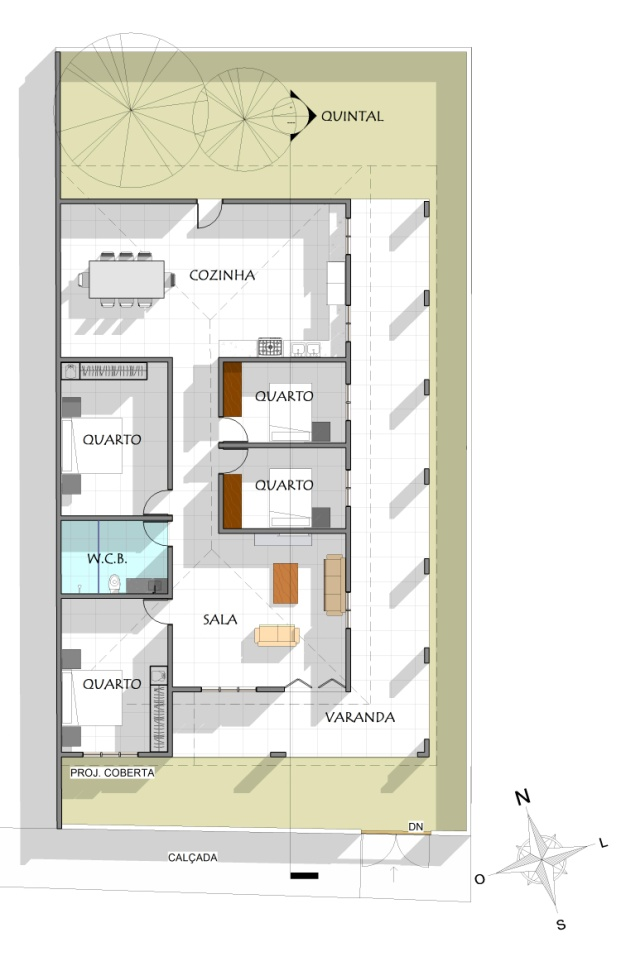 QUINTAL
COZINHA
QUARTO
QUARTO
QUARTO
W.C.B.
SALA
QUARTO
VARANDA
PROJ. COBERTA
DN
CALÇADA
N
L
O
S